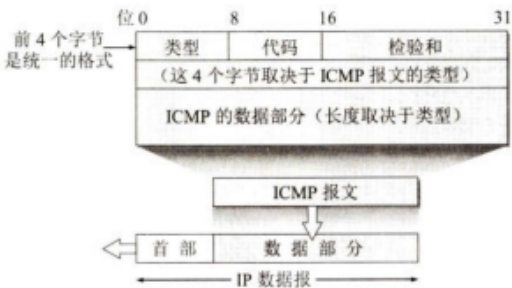 位 0 8 16 31
前 4 个字节
是统一的格式
类型 代码 检验和
（这 4 个字节取决于 ICMP 报文的类型）
ICMP 的数据部分（长度取决于类型）
ICMP 报文
首 部 数 据 部 分
IP 数据报